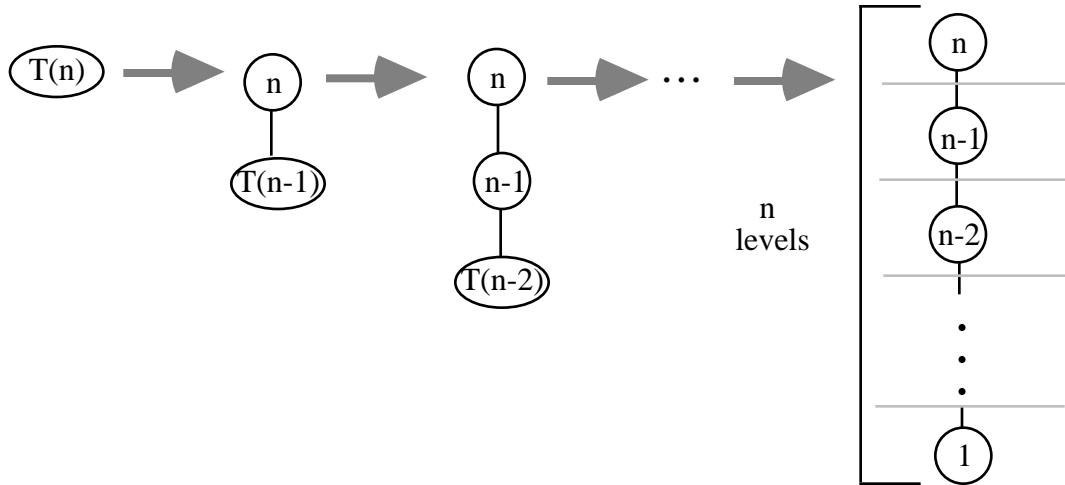 T(n)
n
T(n-1)
n
n-1
T(n-2)
...
n
levels
n
n-1
n-2
1